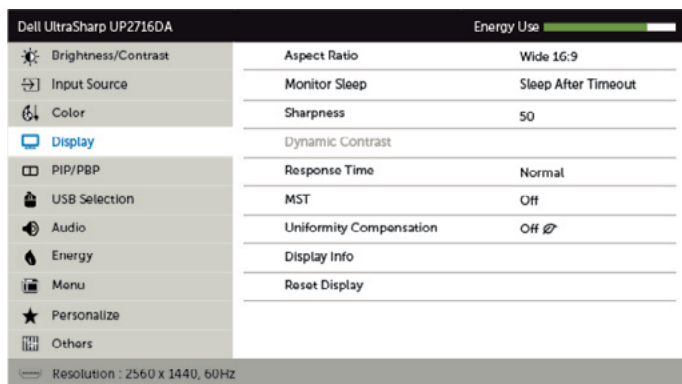 Dell UltraSharp UP2716DA Energy Use
Brightness/Contrast Aspect Ratio Wide 16:9
Input Source Monitor Sleep Sleep After Timeout
Color Sharpness 50
Display Dynamic Contrast
PIP/PBP Response Time Normal
USB Selection MST Off
Audio Uniformity Compensation Off
Energy Display Info
Menu Reset Display
Personalize
Others
Resolution : 2560 x 1440, 60Hz